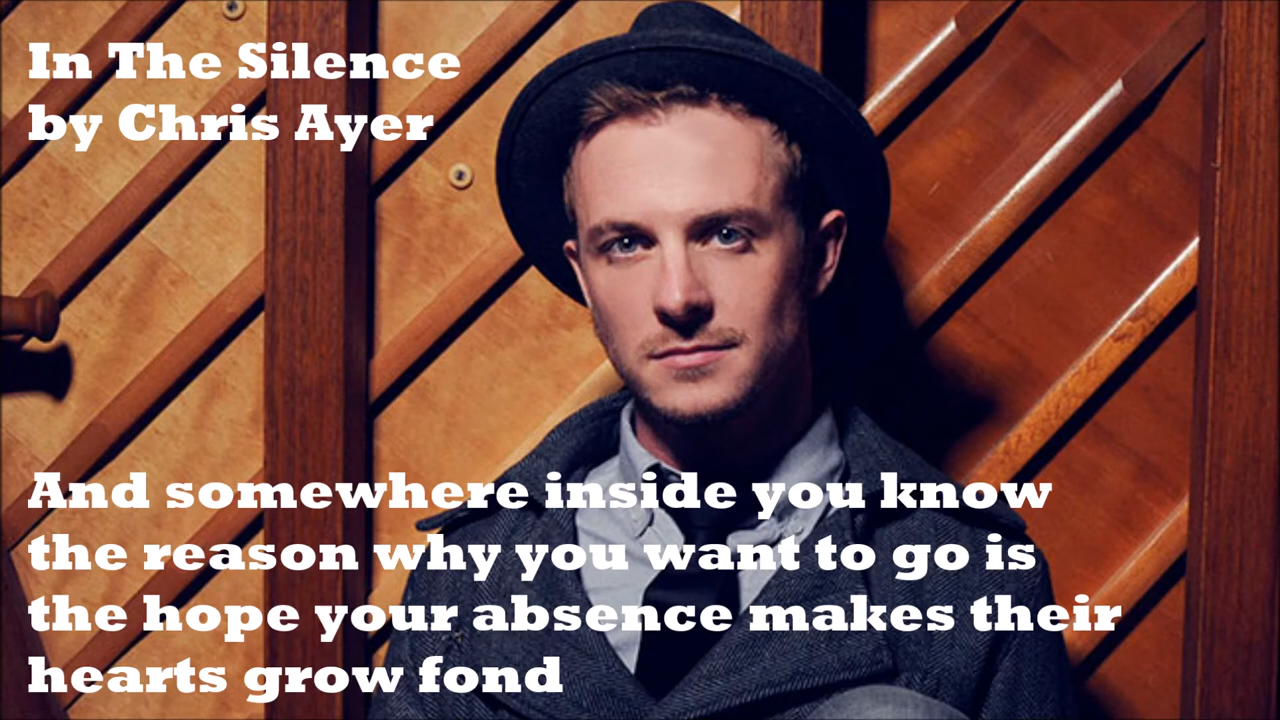 In The Silence
by Chris Ayer
And somewhere inside you know
the reason why you want to go is
the hope your absence makes their
hearts grow fond